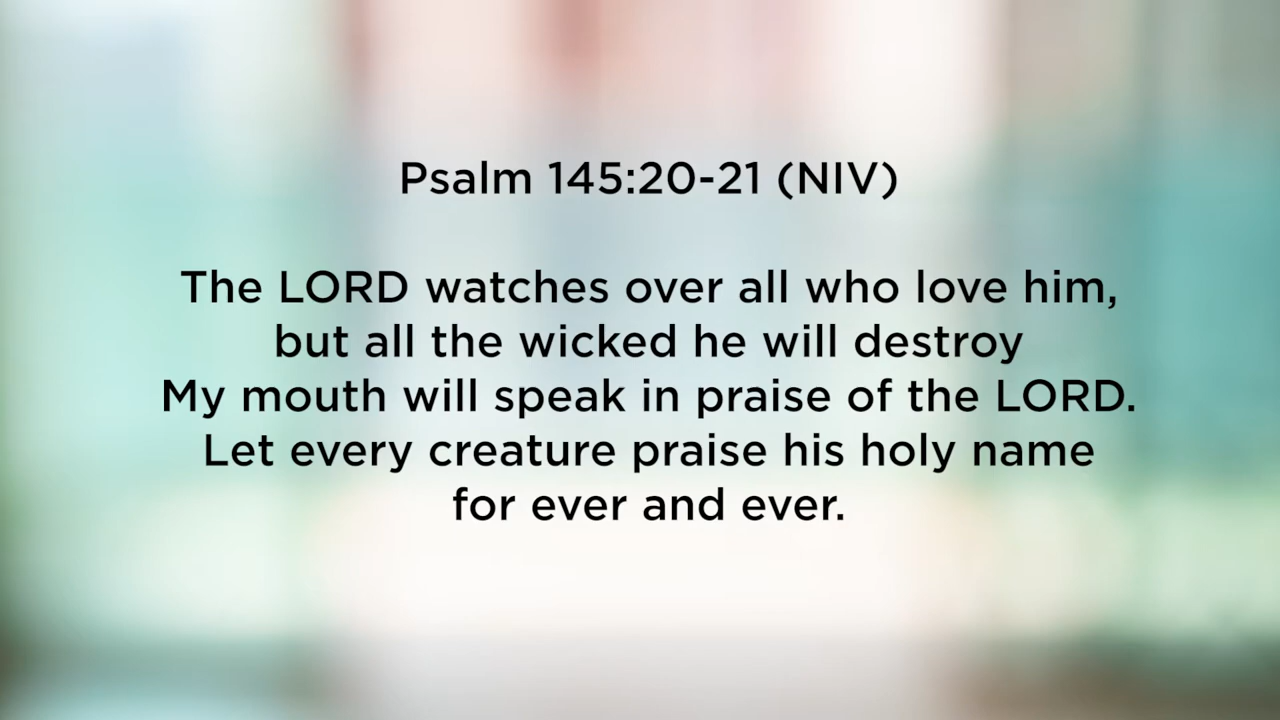 Psalm 145:20-21 (NIV)
The LORD watches over all who love him,
but all the wicked he will destroy
My mouth will speak in praise of the LORD.
Let every creature praise his holy name
for ever and ever.